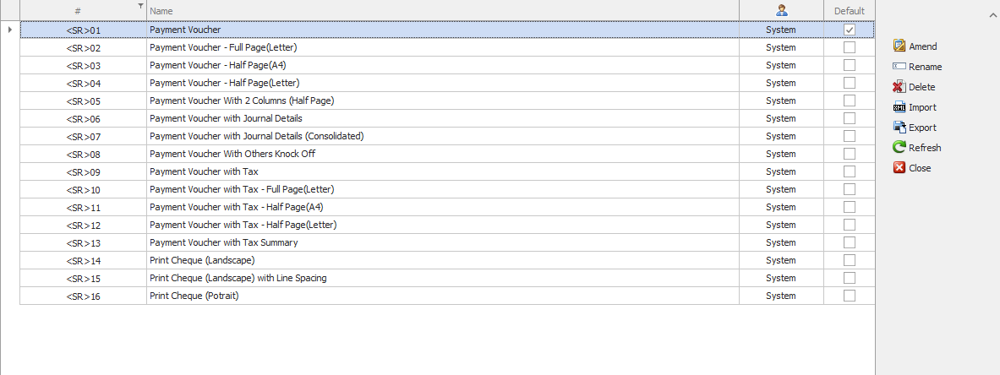 # Name Default
<SR>01 Payment Voucher System
<SR>02 Payment Voucher - Full Page(Letter) System
<SR>03 Payment Voucher - Half Page(A4) System
<SR>04 Payment Voucher - Half Page(Letter) System
<SR>05 Payment Voucher With 2 Columns (Half Page) System
<SR>06 Payment Voucher with Journal Details System
<SR>07 Payment Voucher with Journal Details (Consolidated) System
<SR>08 Payment Voucher With Others Knock Off System
<SR>09 Payment Voucher with Tax System
<SR>10 Payment Voucher with Tax - Full Page(Letter) System
<SR>11 Payment Voucher with Tax - Half Page(A4) System
<SR>12 Payment Voucher with Tax - Half Page(Letter) System
<SR>13 Payment Voucher with Tax Summary System
<SR>14 Print Cheque (Landscape) System
<SR>15 Print Cheque (Landscape) with Line Spacing System
<SR>16 Print Cheque (Potrait) System
Amend
Rename
Delete
Import
Export
Refresh
Close